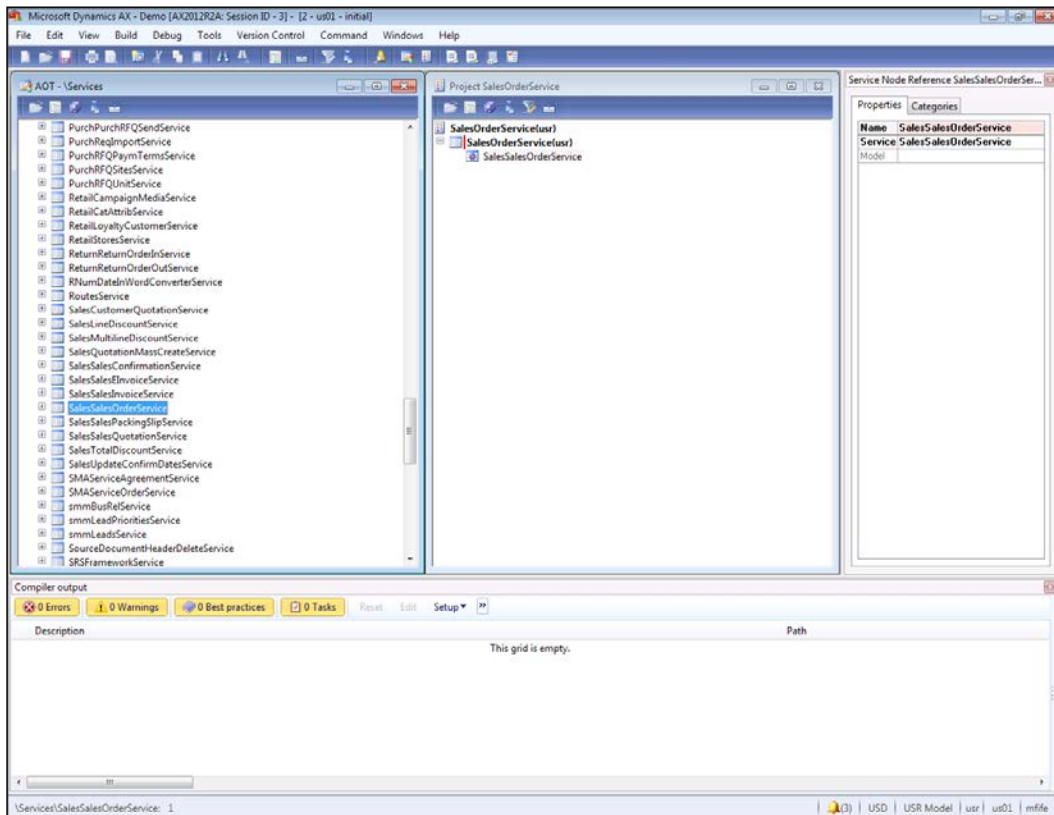 Microsoft Dynamics AX - Demo [AX2012R2A: Session ID - 3] - [2 - us01 - initial]
File Edit View Build Debug Tools Version Control Command Windows Help
AOT - \Services
PurchPurchRFQSendService
PurchReqImportService
PurchRFQPaymTermsService
PurchRFQSitesService
PurchRFQUnitService
RetailCampaignMediaService
RetailCatAttribService
RetailLoyaltyCustomerService
RetailStoresService
ReturnReturnOrderInService
ReturnReturnOrderOutService
RNumDateInWordConverterService
RoutesService
SalesCustomerQuotationService
SalesLineDiscountService
SalesMultilineDiscountService
SalesQuotationMassCreateService
SalesSalesConfirmationService
SalesSalesEInvoiceService
SalesSalesInvoiceService
SalesSalesOrderService
SalesSalesPackingSlipService
SalesSalesQuotationService
SalesTotalDiscountService
SalesUpdateConfirmDatesService
SMAServiceAgreementService
SMAServiceOrderService
smmBusRelService
smmLeadPrioritiesService
smmLeadsService
SourceDocumentHeaderDeleteService
SRSFrameworkService
Project SalesOrderService
SalesOrderService(usr)
SalesOrderService(usr)
SalesSalesOrderService
Service Node Reference SalesSalesOrderSer...
Properties Categories
Name SalesSalesOrderService
Service SalesSalesOrderService
Model
Compiler output
0 Errors 0 Warnings 0 Best practices 0 Tasks Reset Edit Setup
Description Path
This grid is empty.
\Services\SalesSalesOrderService: 1
(3) USD USR Model usr us01 mfife